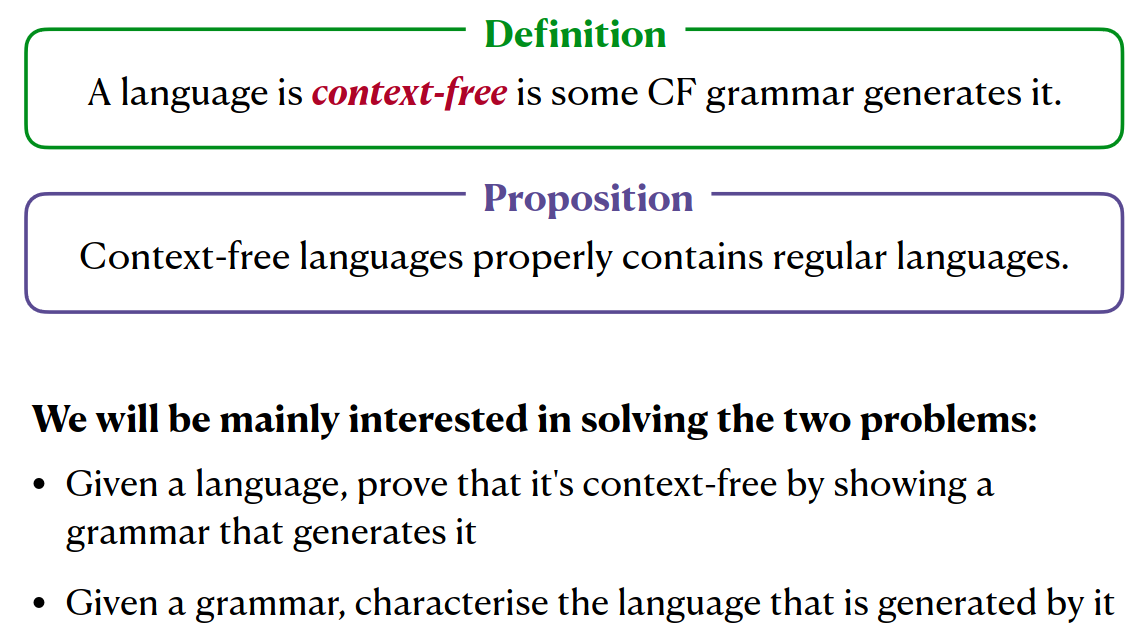 Definition
A language is context-free is some CF grammar generates it.
Proposition
Context-free languages properly contains regular languages.
We will be mainly interested in solving the two problems:
• Given a language, prove that it's context-free by showing a
grammar that generates it
• Given a grammar, characterise the language that is generated by it